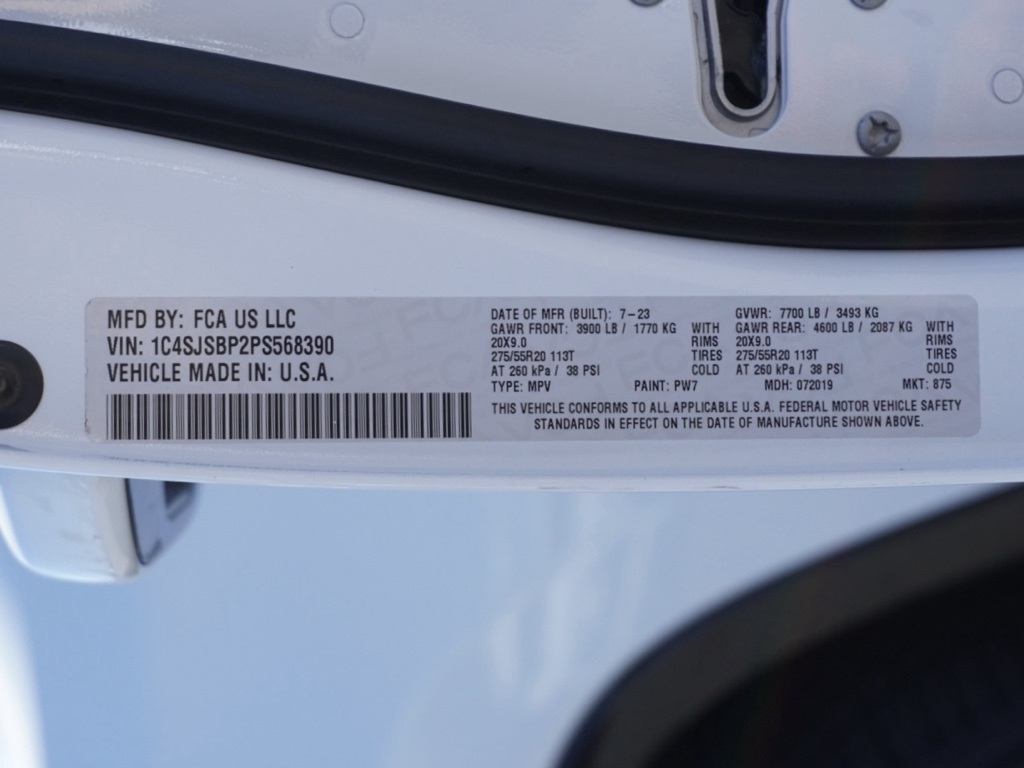 MFD BY: FCA US LLC
VIN: 1C4SJSBP2PS568390
VEHICLE MADE IN: U.S.A.
DATE OF MFR (BUILT): 7-23
GAWR FRONT: 3900 LB / 1770 KG WITH
20X9.0 RIMS
275/55R20 113T TIRES
AT 260 kPa / 38 PSI COLD
TYPE: MPV PAINT: PW7
GVWR: 7700 LB / 3493 KG
GAWR REAR: 4600 LB / 2087 KG WITH
20X9.0 RIMS
275/55R20 113T TIRES
AT 260 kPa / 38 PSI COLD
MDH: 072019 MKT: 875
THIS VEHICLE CONFORMS TO ALL APPLICABLE U.S.A. FEDERAL MOTOR VEHICLE SAFETY
STANDARDS IN EFFECT ON THE DATE OF MANUFACTURE SHOWN ABOVE.